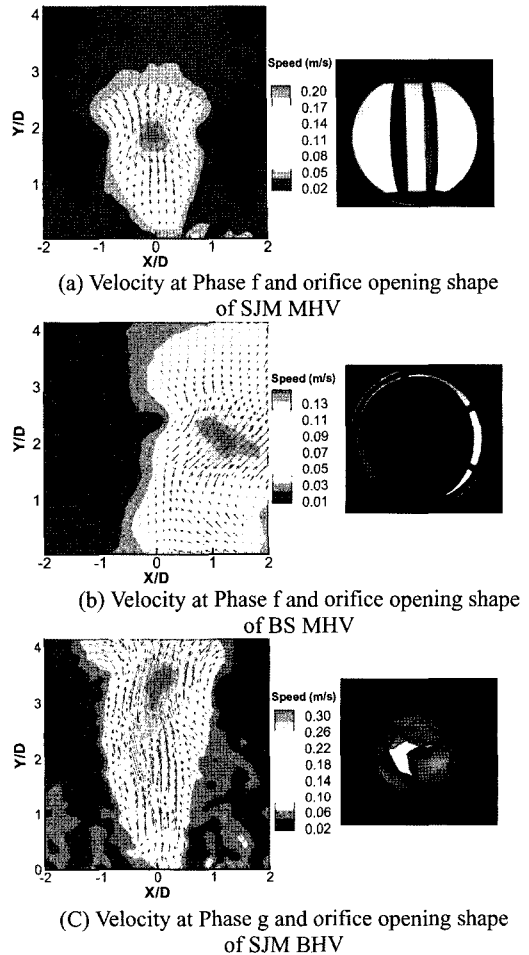 4
3
Y/D
2
1
-2 -1 0 1 2
X/D
Speed (m/s)
0.20
0.17
0.14
0.11
0.08
0.05
0.02
(a) Velocity at Phase f and orifice opening shape
of SJM MHV
4
3
Y/D
2
1
-2 -1 0 1 2
X/D
Speed (m/s)
0.13
0.11
0.09
0.07
0.05
0.03
0.01
(b) Velocity at Phase f and orifice opening shape
of BS MHV
4
3
Y/D
2
1
0
-2 -1 0 1 2
X/D
Speed (m/s)
0.30
0.26
0.22
0.18
0.14
0.10
0.06
0.02
(C) Velocity at Phase g and orifice opening shape
of SJM BHV